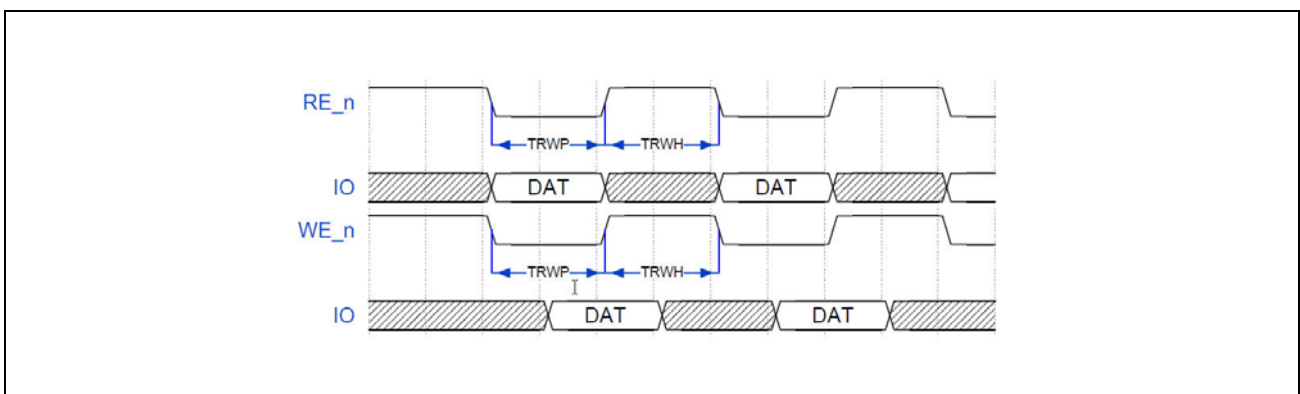 RE_n
TRWP TRWH
IO DAT DAT
WE_n
TRWP TRWH
IO DAT DAT